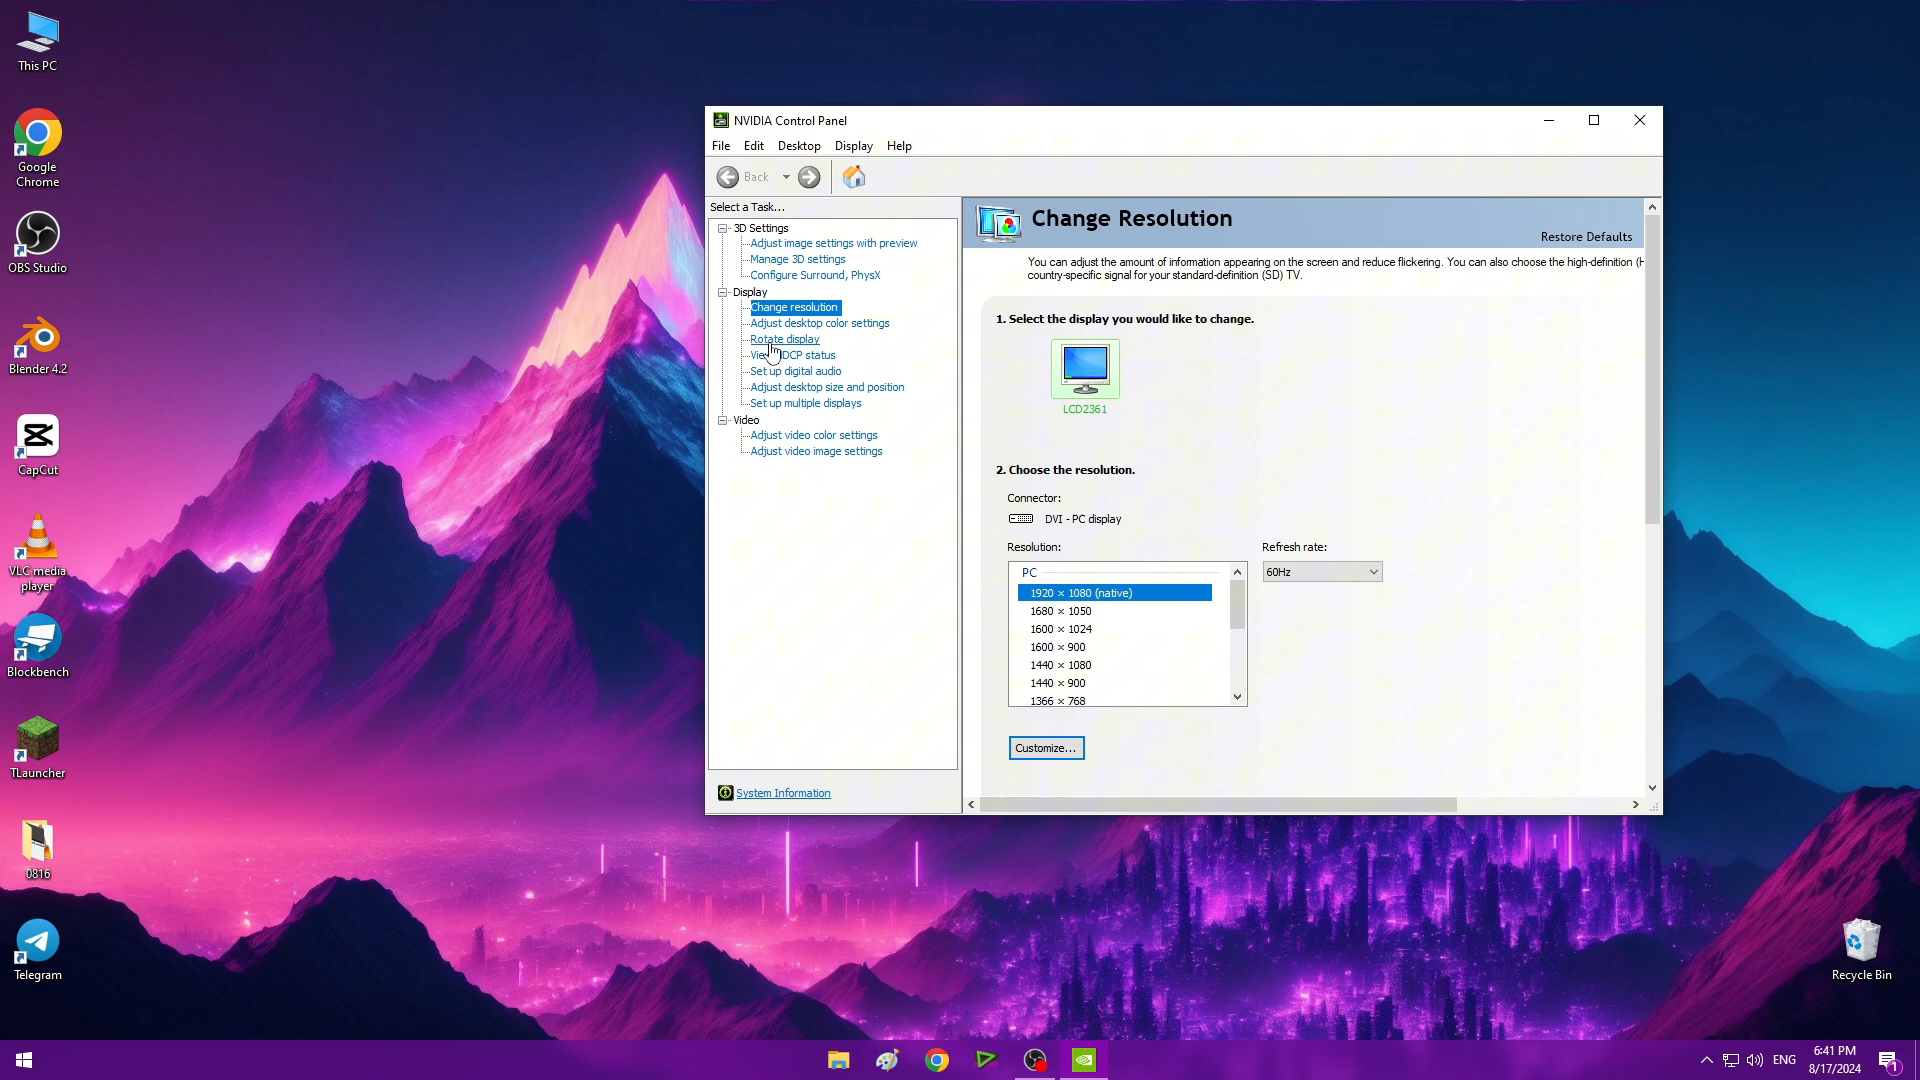 This PC
Google
Chrome
OBS Studio
Blender 4.2
CapCut
VLC media
player
Blockbench
TLauncher
0816
Telegram
NVIDIA Control Panel
File Edit Desktop Display Help
Back
Select a Task...
3D Settings
Adjust image settings with preview
Manage 3D settings
Configure Surround, PhysX
Display
Change resolution
Adjust desktop color settings
Rotate display
View HDCP status
Set up digital audio
Adjust desktop size and position
Set up multiple displays
Video
Adjust video color settings
Adjust video image settings
System Information
Change Resolution
Restore Defaults
You can adjust the amount of information appearing on the screen and reduce flickering. You can also choose the high-definition (H
country-specific signal for your standard-definition (SD) TV.
1. Select the display you would like to change.
LCD2361
2. Choose the resolution.
Connector:
DVI - PC display
Resolution:
Refresh rate:
PC
60Hz
1920 × 1080 (native)
1680 × 1050
1600 × 1024
1600 × 900
1440 × 1080
1440 × 900
1366 × 768
Customize...
Recycle Bin
ENG
6:41 PM
8/17/2024
1